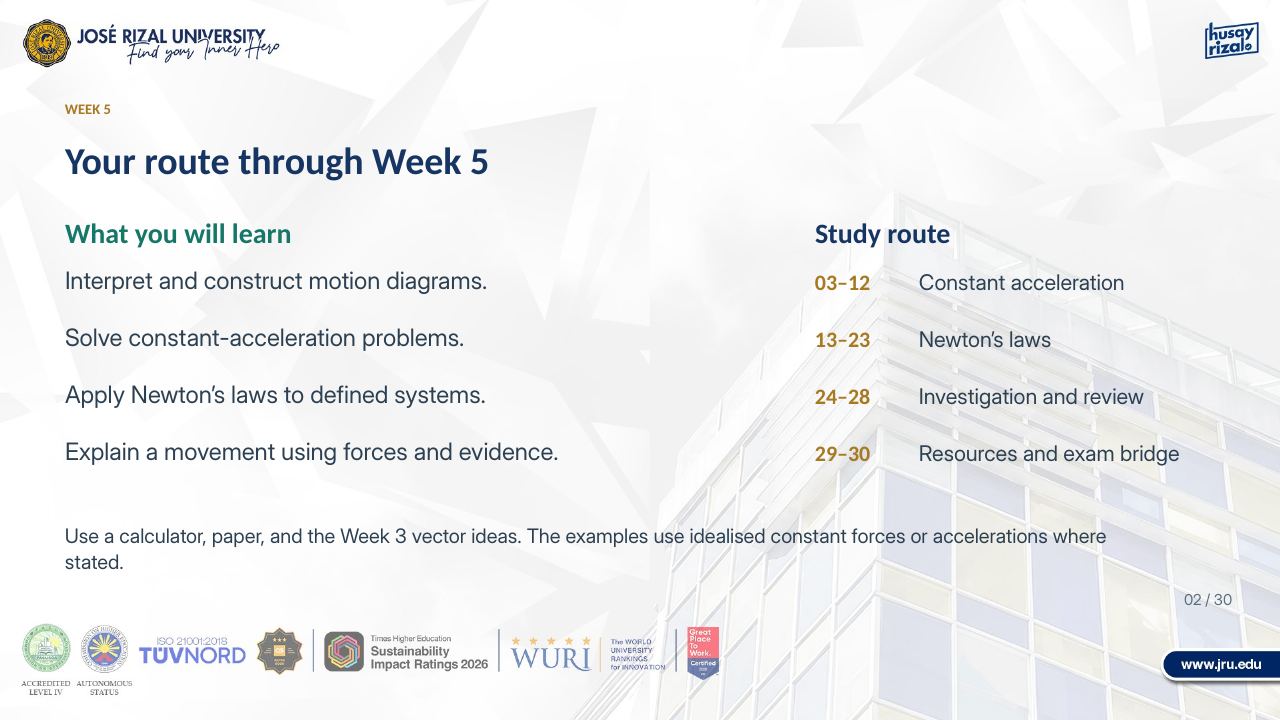 JOSÉ RIZAL UNIVERSITY
Find your Inner Hero
husay
rizal
WEEK 5
Your route through Week 5
What you will learn
Interpret and construct motion diagrams.
Solve constant-acceleration problems.
Apply Newton’s laws to defined systems.
Explain a movement using forces and evidence.
Study route
03–12 Constant acceleration
13–23 Newton’s laws
24–28 Investigation and review
29–30 Resources and exam bridge
Use a calculator, paper, and the Week 3 vector ideas. The examples use idealised constant forces or accelerations where
stated.
02 / 30
ACCREDITED
LEVEL IV
AUTONOMOUS
STATUS
ISO 21001:2018
TÜVNORD
Times Higher Education
Sustainability
Impact Ratings 2026
WURI
The WORLD
UNIVERSITY
RANKINGS
for INNOVATION
Great
Place
To
Work.
Certified
www.jru.edu